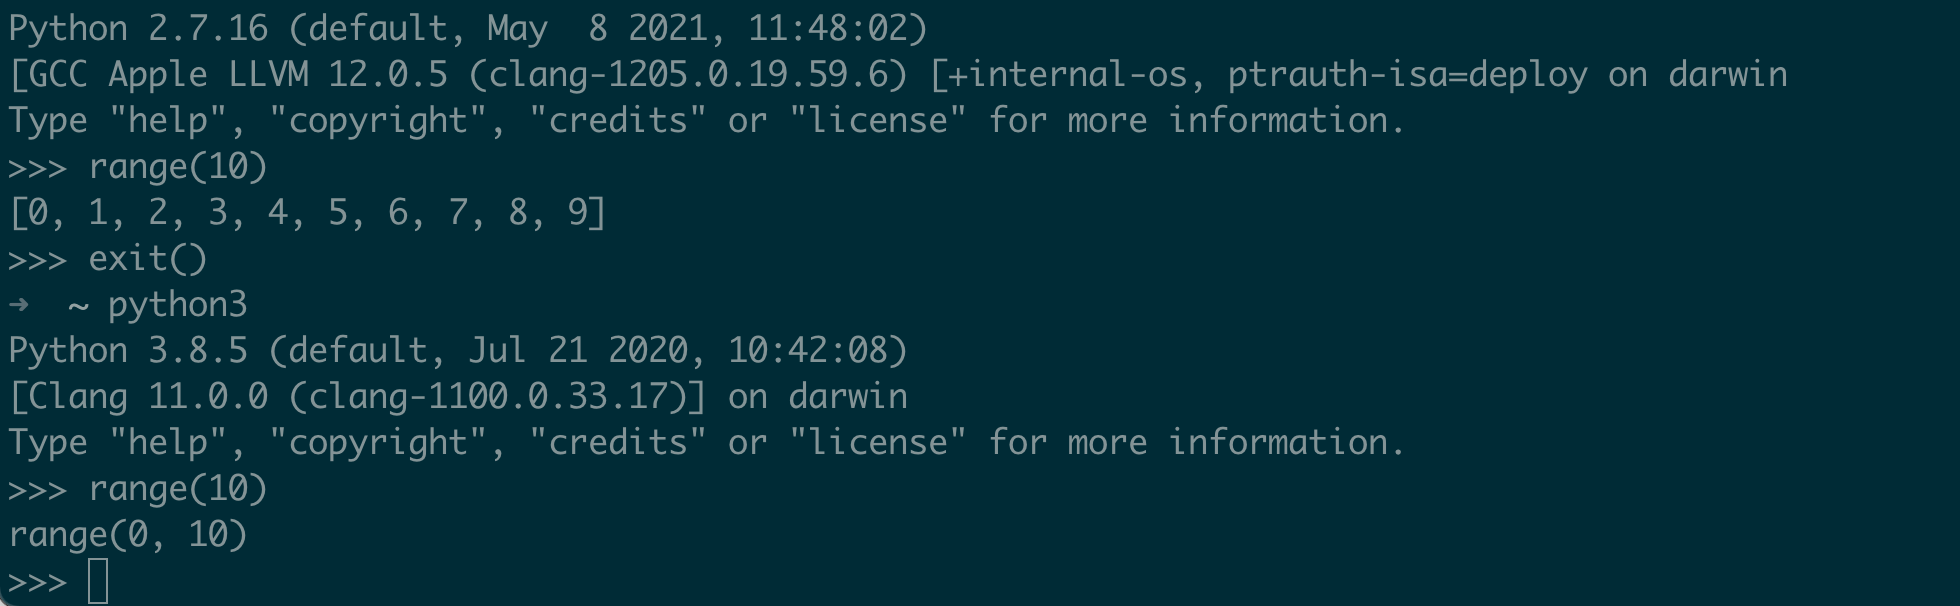 Python 2.7.16 (default, May  8 2021, 11:48:02)
[GCC Apple LLVM 12.0.5 (clang-1205.0.19.59.6) [+internal-os, ptrauth-isa=deploy on darwin
Type "help", "copyright", "credits" or "license" for more information.
>>> range(10)
[0, 1, 2, 3, 4, 5, 6, 7, 8, 9]
>>> exit()
➜  ~ python3
Python 3.8.5 (default, Jul 21 2020, 10:42:08)
[Clang 11.0.0 (clang-1100.0.33.17)] on darwin
Type "help", "copyright", "credits" or "license" for more information.
>>> range(10)
range(0, 10)
>>>